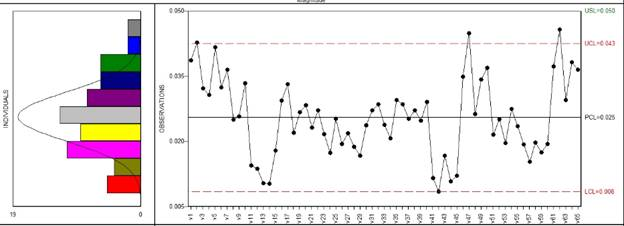 Magnitude
INDIVIDUALS
19
0
OBSERVATIONS
0.050
0.035
0.020
0.005
USL=0.050
UCL=0.043
PCL=0.025
LCL=0.008
v1
v3
v5
v7
v9
v11
v13
v15
v17
v19
v21
v23
v25
v27
v29
v31
v33
v35
v37
v39
v41
v43
v45
v47
v49
v51
v53
v55
v57
v59
v61
v63
v65